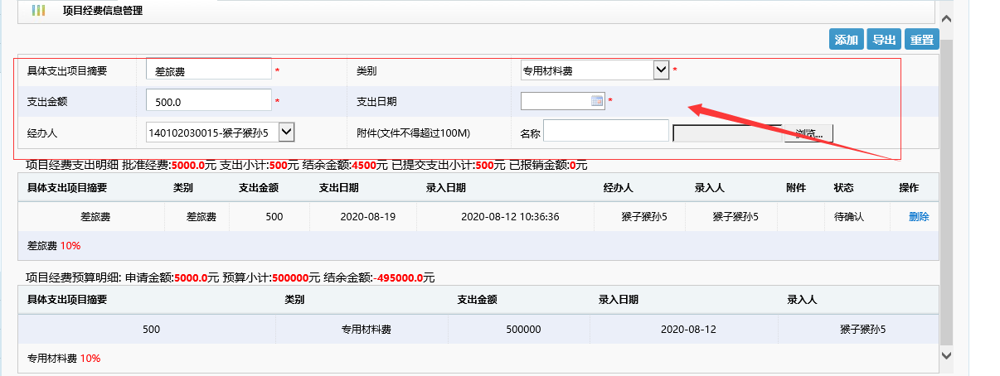 项目经费信息管理
添加 导出 重置
具体支出项目摘要 差旅费 * 类别 专用材料费 *
支出金额 500.0 * 支出日期 *
经办人 140102030015-猴子猴孙5 附件(文件不得超过100M) 名称 浏览...
项目经费支出明细 批准经费:5000.0元 支出小计:500元 结余金额:4500元 已提交支出小计:500元 已报销金额:0元
具体支出项目摘要 类别 支出金额 支出日期 录入日期 经办人 录入人 附件 状态 操作
差旅费 差旅费 500 2020-08-19 2020-08-12 10:36:36 猴子猴孙5 猴子猴孙5 待确认 删除
差旅费 10%
项目经费预算明细: 申请金额:5000.0元 预算小计:500000元 结余金额:-495000.0元
具体支出项目摘要 类别 支出金额 录入日期 录入人
500 专用材料费 500000 2020-08-12 猴子猴孙5
专用材料费 10%